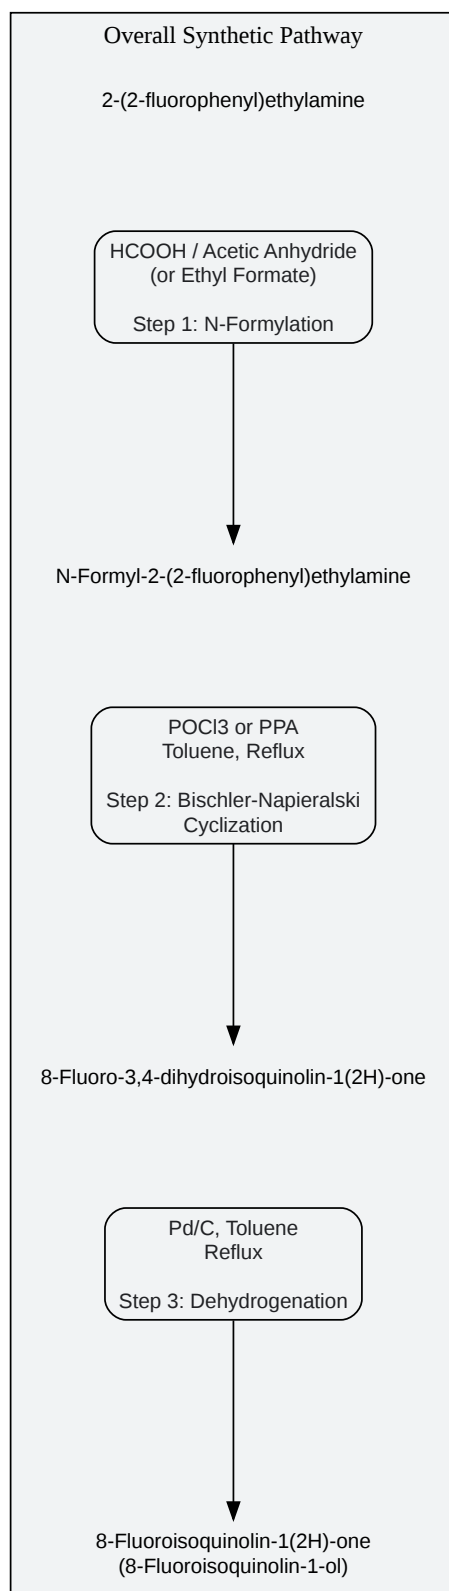 Overall Synthetic Pathway
2-(2-fluorophenyl)ethylamine
HCOOH / Acetic Anhydride
(or Ethyl Formate)
Step 1: N-Formylation
N-Formyl-2-(2-fluorophenyl)ethylamine
POCl3 or PPA
Toluene, Reflux
Step 2: Bischler-Napieralski
Cyclization
8-Fluoro-3,4-dihydroisoquinolin-1(2H)-one
Pd/C, Toluene
Reflux
Step 3: Dehydrogenation
8-Fluoroisoquinolin-1(2H)-one
(8-Fluoroisoquinolin-1-ol)